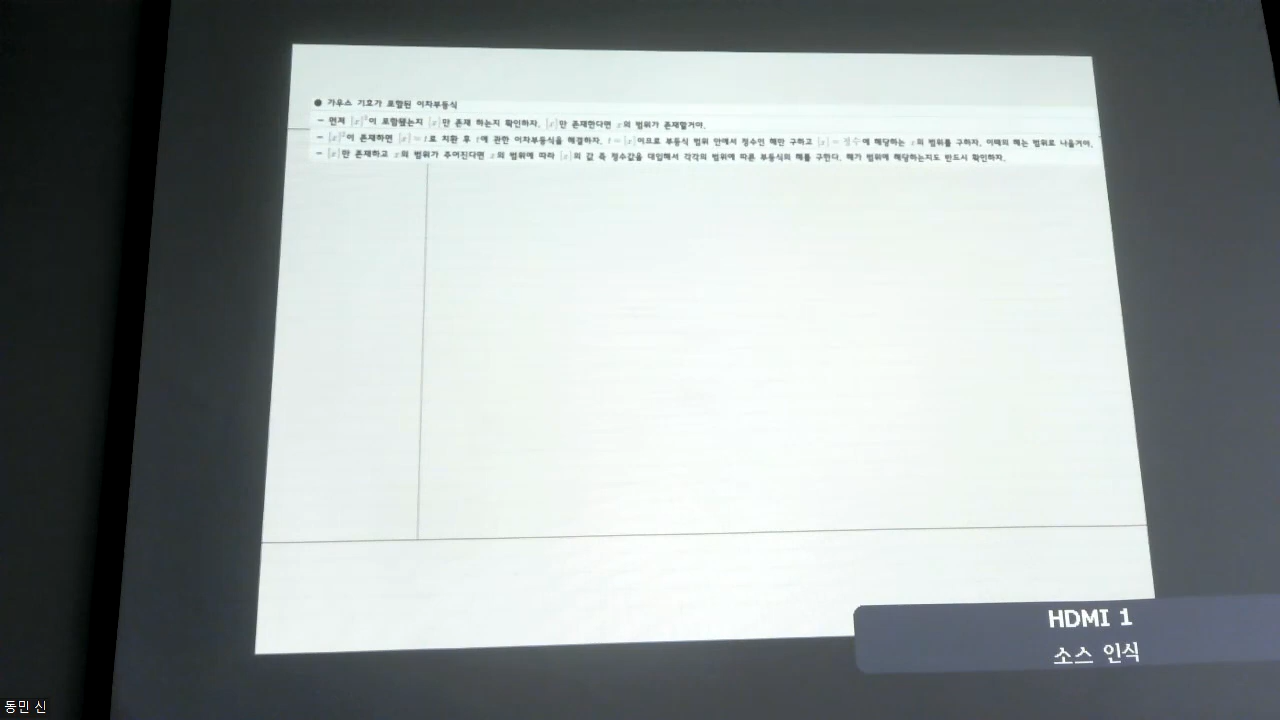 ● 가우스 기호가 포함된 이차부등식
- 먼저 [x]²이 포함됐는지 [x]만 존재 하는지 확인하자. [x]만 존재한다면 x의 범위가 존재할거야.
- [x]²이 존재하면 [x] = t로 치환 후 t에 관한 이차부등식을 해결하자. t = [x]이므로 부등식 범위 안에서 정수인 해만 구하고 [x] = 정수에 해당하는 x의 범위를 구하자. 이때의 해는 범위로 나올거야.
- [x]만 존재하고 x의 범위가 주어진다면 x의 범위에 따라 [x]의 값 즉 정수값을 대입해서 각각의 범위에 따른 부등식의 해를 구한다. 해가 범위에 해당하는지도 반드시 확인하자.
HDMI 1
소스 인식
동민 신